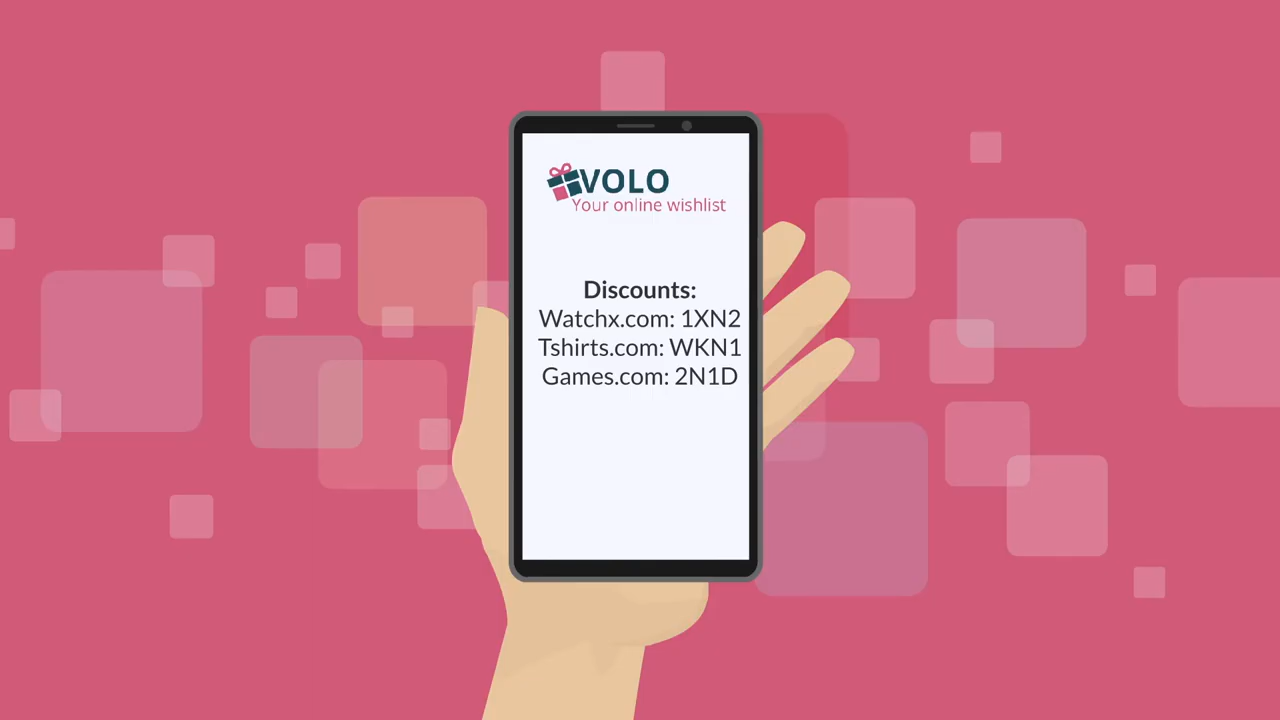 VOLO
Your online wishlist
Discounts:
Watchx.com: 1XN2
Tshirts.com: WKN1
Games.com: 2N1D